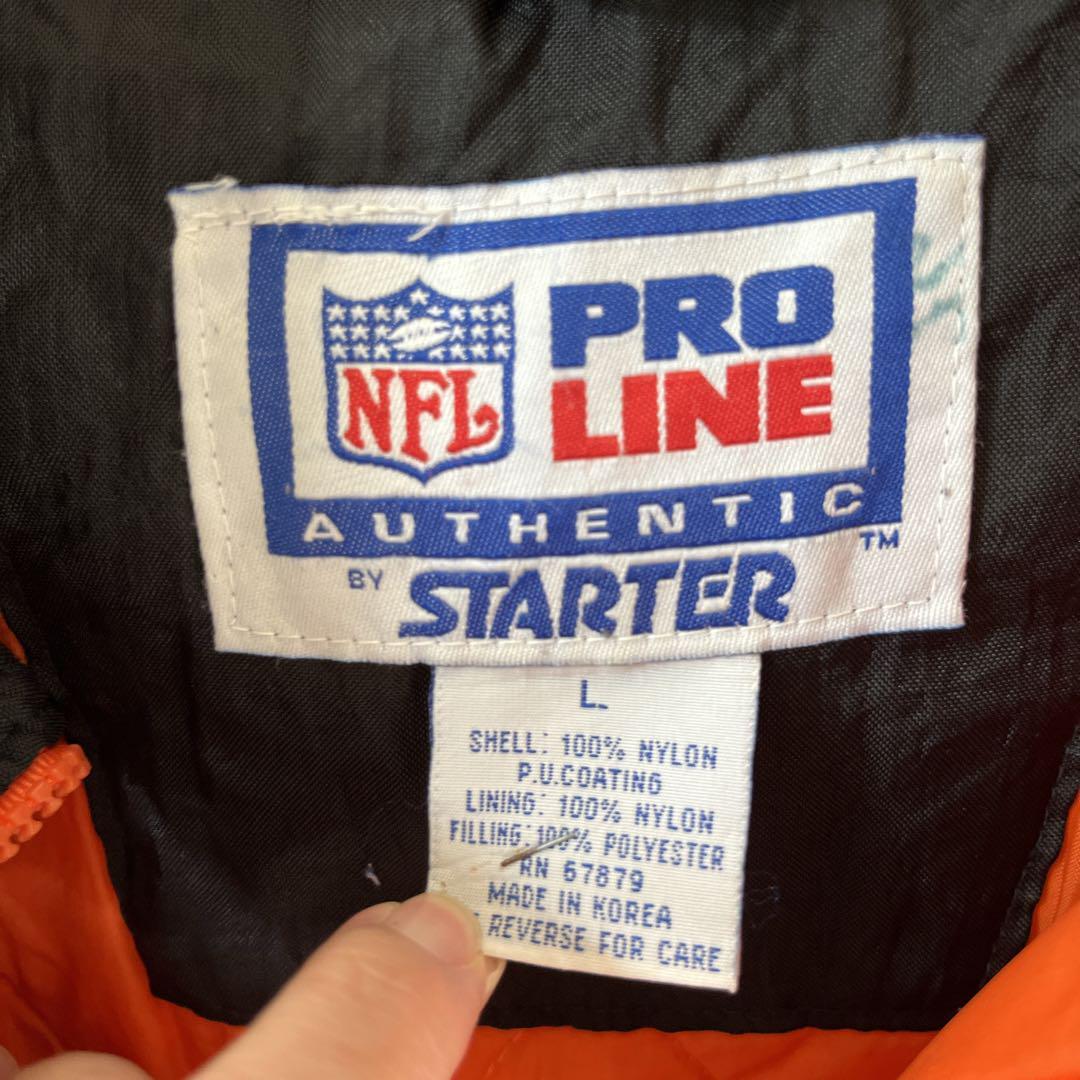 NFL
PRO
LINE
AUTHENTIC
BY STARTER TM
L.
SHELL: 100% NYLON
P.U.COATING
LINING: 100% NYLON
FILLING: 100% POLYESTER
RN 67879
MADE IN KOREA
REVERSE FOR CARE